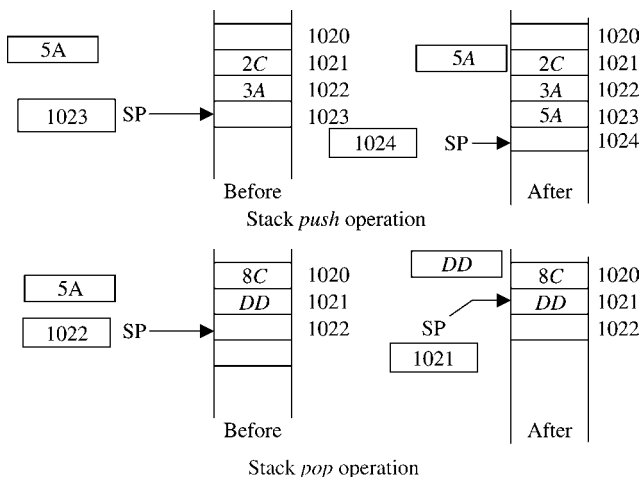 1020
1020
5A
5A
2C
1021
2C
1021
3A
1022
3A
1022
1023
SP
1023
5A
1023
1024
SP
1024
Before
After
Stack push operation
DD
8C
1020
8C
1020
5A
DD
1021
DD
1021
1022
SP
1022
SP
1022
1021
Before
After
Stack pop operation